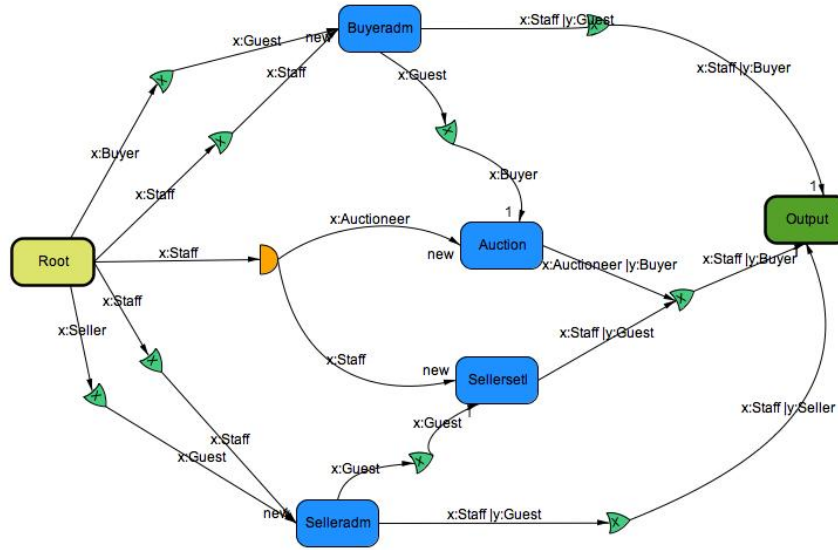 x:Staff |y:Guest
x
Buyeradm
x:Guest
new
x:Staff
x:Guest
x:Staff |y:Buyer
x
x
x
x:Buyer
x:Staff
x:Buyer
1
1
x:Auctioneer
Output
x:Staff
Auction
Root
new
x:Staff |y:Buyer
x:Auctioneer |y:Buyer
x:Staff
x
x:Seller
x:Staff |y:Guest
x
x:Staff
new
Sellersetl
x
1
x:Staff
x:Guest
x:Staff |y:Seller
x:Guest
x:Guest
x
new
Selleradm
x:Staff |y:Guest
x